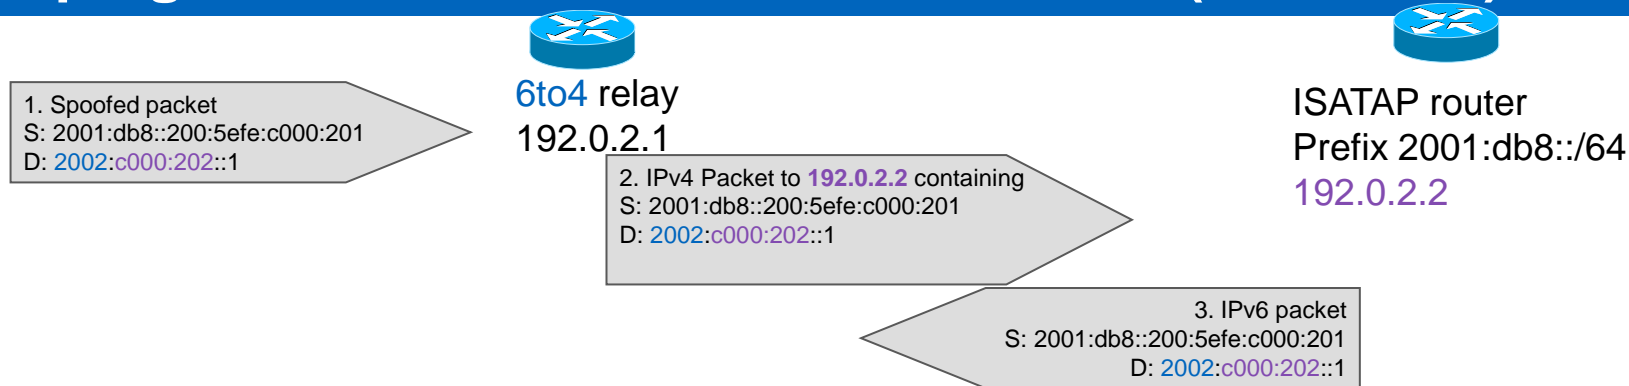 1. Spoofed packet
S: 2001:db8::200:5efe:c000:201
D: 2002:c000:202::1
6to4 relay
192.0.2.1
2. IPv4 Packet to 192.0.2.2 containing
S: 2001:db8::200:5efe:c000:201
D: 2002:c000:202::1
ISATAP router
Prefix 2001:db8::/64
192.0.2.2
3. IPv6 packet
S: 2001:db8::200:5efe:c000:201
D: 2002:c000:202::1